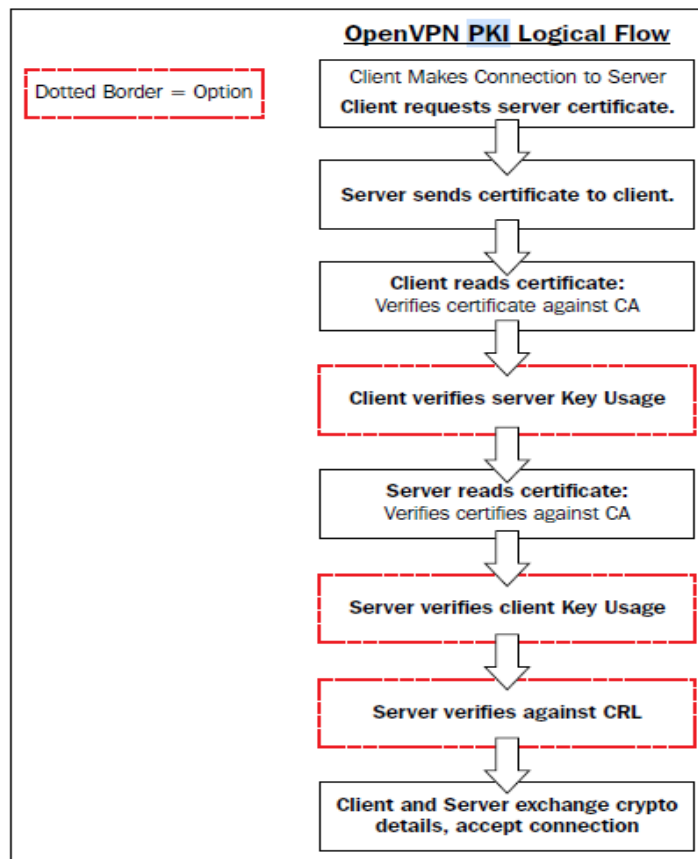 OpenVPN PKI Logical Flow
Dotted Border = Option
Client Makes Connection to Server
Client requests server certificate.
Server sends certificate to client.
Client reads certificate:
Verifies certificate against CA
Client verifies server Key Usage
Server reads certificate:
Verifies certifies against CA
Server verifies client Key Usage
Server verifies against CRL
Client and Server exchange crypto
details, accept connection